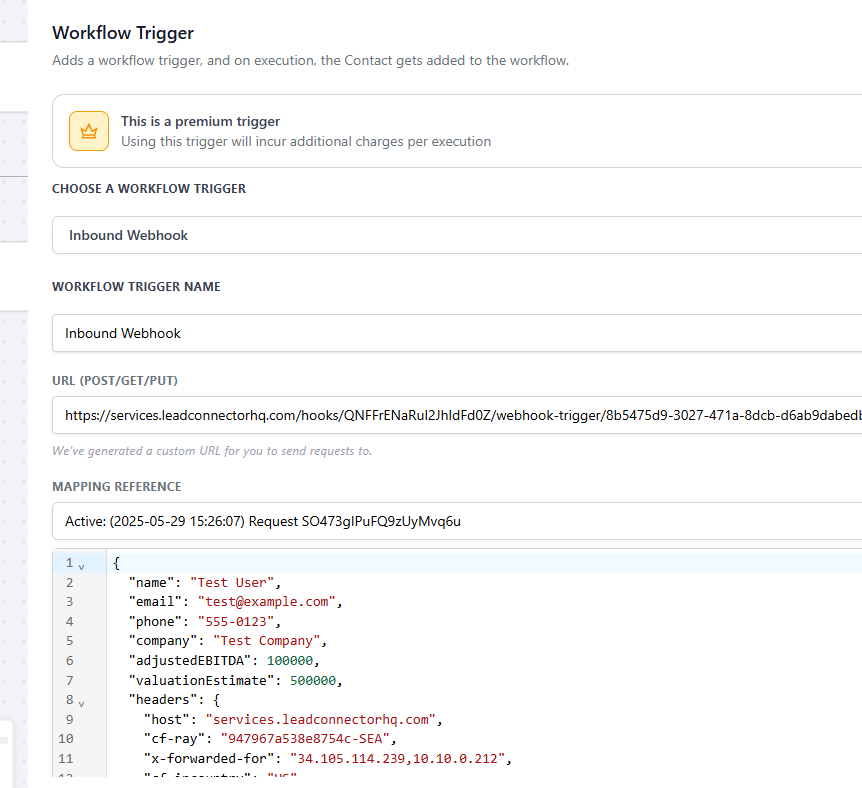 Workflow Trigger
Adds a workflow trigger, and on execution, the Contact gets added to the workflow.
This is a premium trigger
Using this trigger will incur additional charges per execution
CHOOSE A WORKFLOW TRIGGER
Inbound Webhook
WORKFLOW TRIGGER NAME
Inbound Webhook
URL (POST/GET/PUT)
https://services.leadconnectorhq.com/hooks/QNFFrENaRuI2JhIdFd0Z/webhook-trigger/8b5475d9-3027-471a-8dcb-d6ab9dabedb
We've generated a custom URL for you to send requests to.
MAPPING REFERENCE
Active: (2025-05-29 15:26:07) Request SO473gIPuFQ9zUyMvq6u
1 {
2 "name": "Test User",
3 "email": "test@example.com",
4 "phone": "555-0123",
5 "company": "Test Company",
6 "adjustedEBITDA": 100000,
7 "valuationEstimate": 500000,
8 "headers": {
9 "host": "services.leadconnectorhq.com",
10 "cf-ray": "947967a538e8754c-SEA",
11 "x-forwarded-for": "34.105.114.239,10.10.0.212",